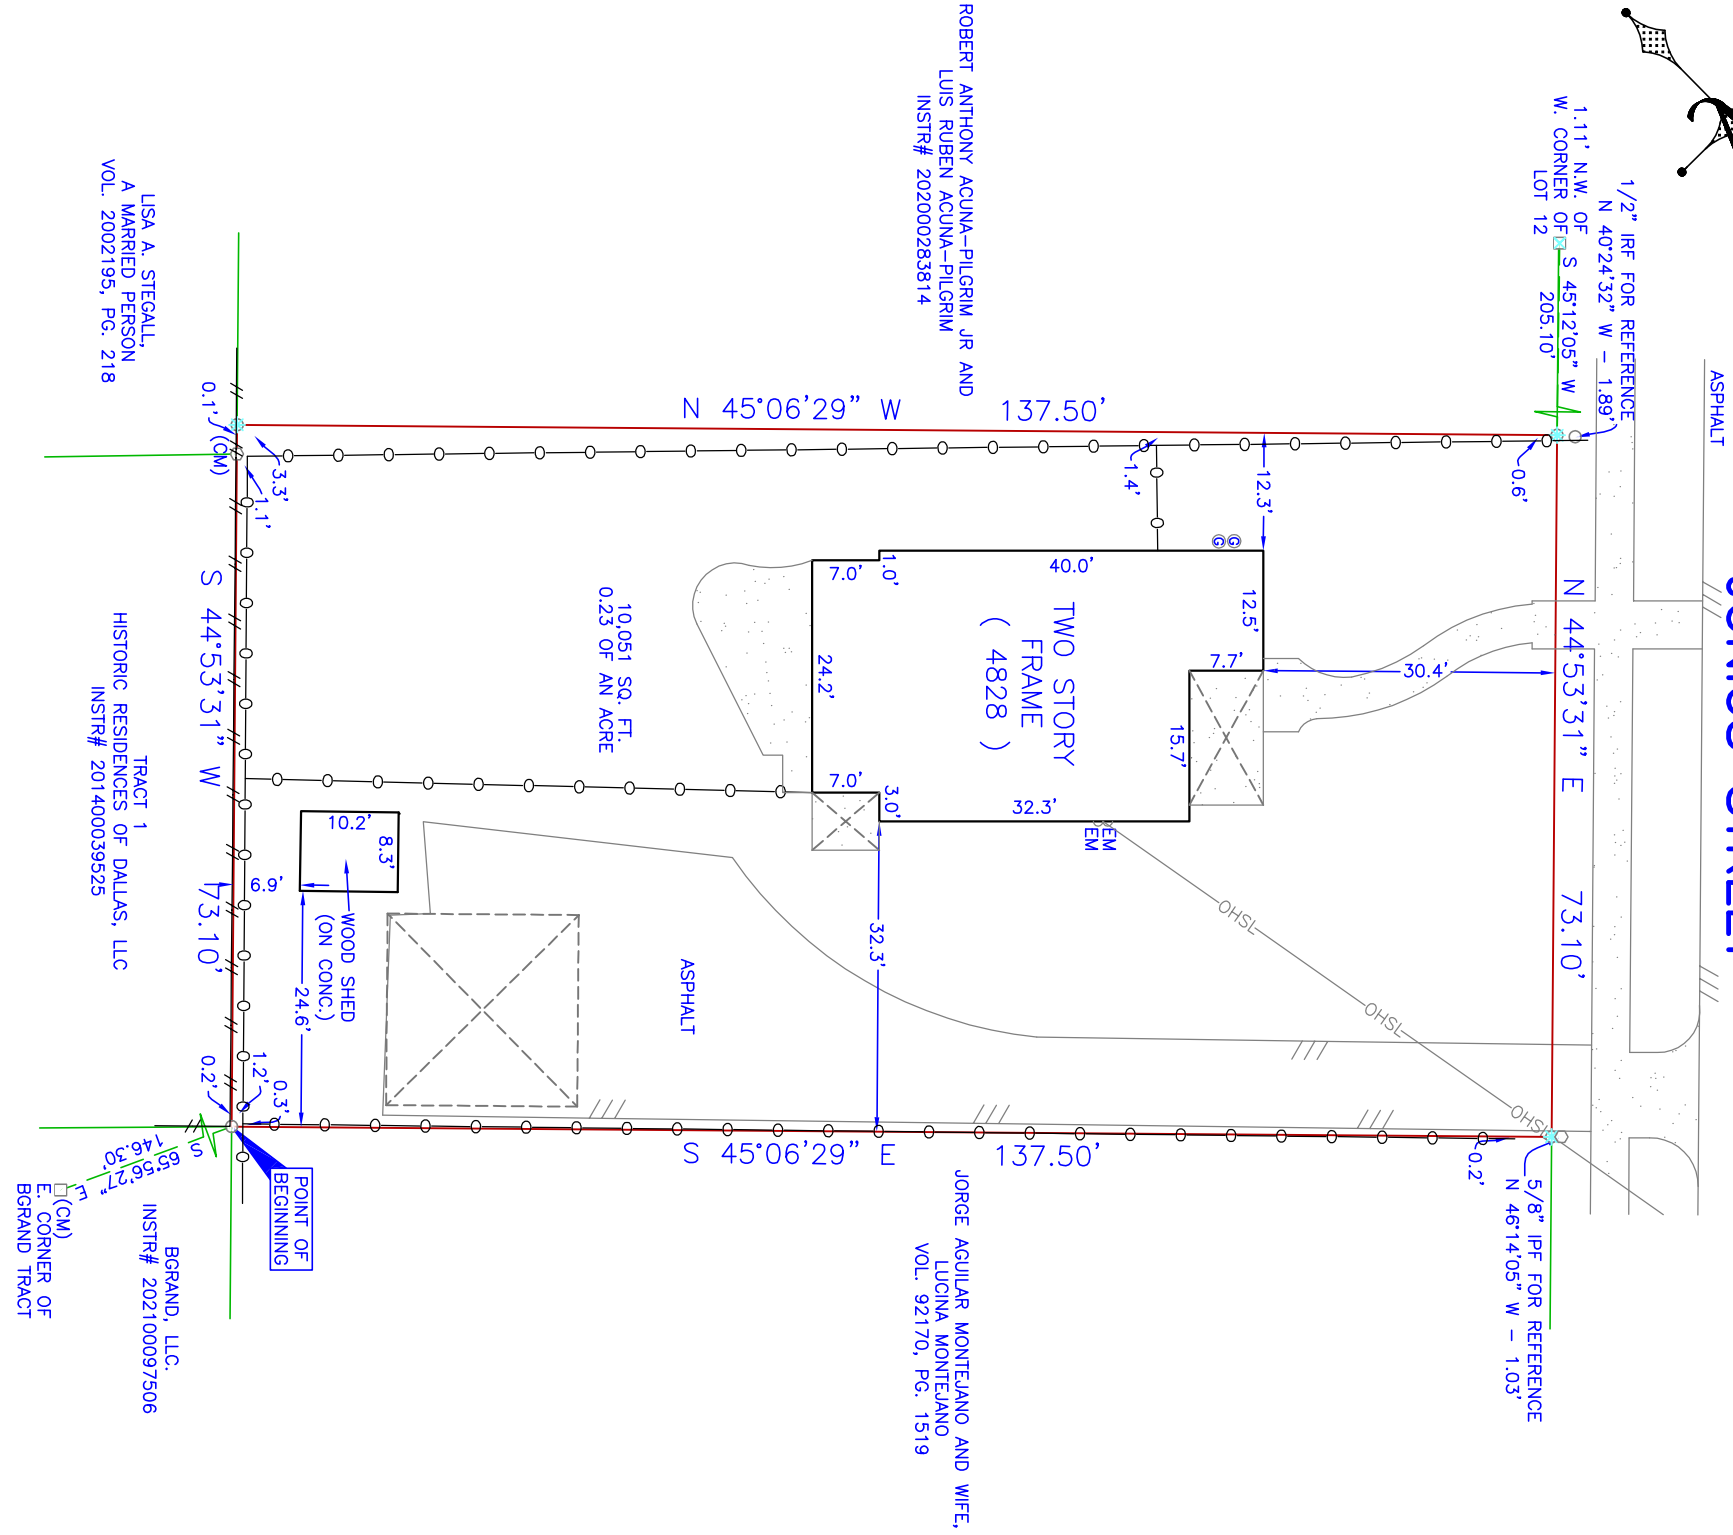 ROBERT ANTHONY ACUNA-PILGRIM JR AND
LUIS RUBEN ACUNA-PILGRIM
INSTR# 202000283814
1/2" IRF FOR REFERENCE
N 40°24'32" W - 1.89'
1.11' N.W. OF
W. CORNER OF
LOT 12
S 45°12'05" W
205.10'
ASPHALT
LISA A. STEGALL,
A MARRIED PERSON
VOL. 2002195, PG. 218
N 45°06'29" W 137.50'
0.1'
(CM)
3.3'
1.1'
1.4'
12.3'
0.6'
G G
7.0'
1.0'
40.0'
12.5'
7.7'
30.4'
TWO STORY
FRAME
( 4828 )
24.2'
15.7'
7.0'
3.0'
32.3'
EM
EM
10,051 SQ. FT.
0.23 OF AN ACRE
N 44°53'31" E 73.10'
S 44°53'31" W 73.10'
TRACT 1
HISTORIC RESIDENCES OF DALLAS, LLC
INSTR# 201400039525
10.2'
8.3'
6.9'
WOOD SHED
(ON CONC.)
24.6'
ASPHALT
32.3'
OHSL
OHSL
OHSL
0.2'
1.2'
0.3'
0.2'
S 45°06'29" E 137.50'
POINT OF
BEGINNING
S 65°56'27" E
146.30'
(CM)
E. CORNER OF
BGRAND TRACT
BGRAND, LLC.
INSTR# 202100097506
JORGE AGUILAR MONTEJANO AND WIFE,
LUCINA MONTEJANO
VOL. 92170, PG. 1519
5/8" IPF FOR REFERENCE
N 46°14'05" W - 1.03'